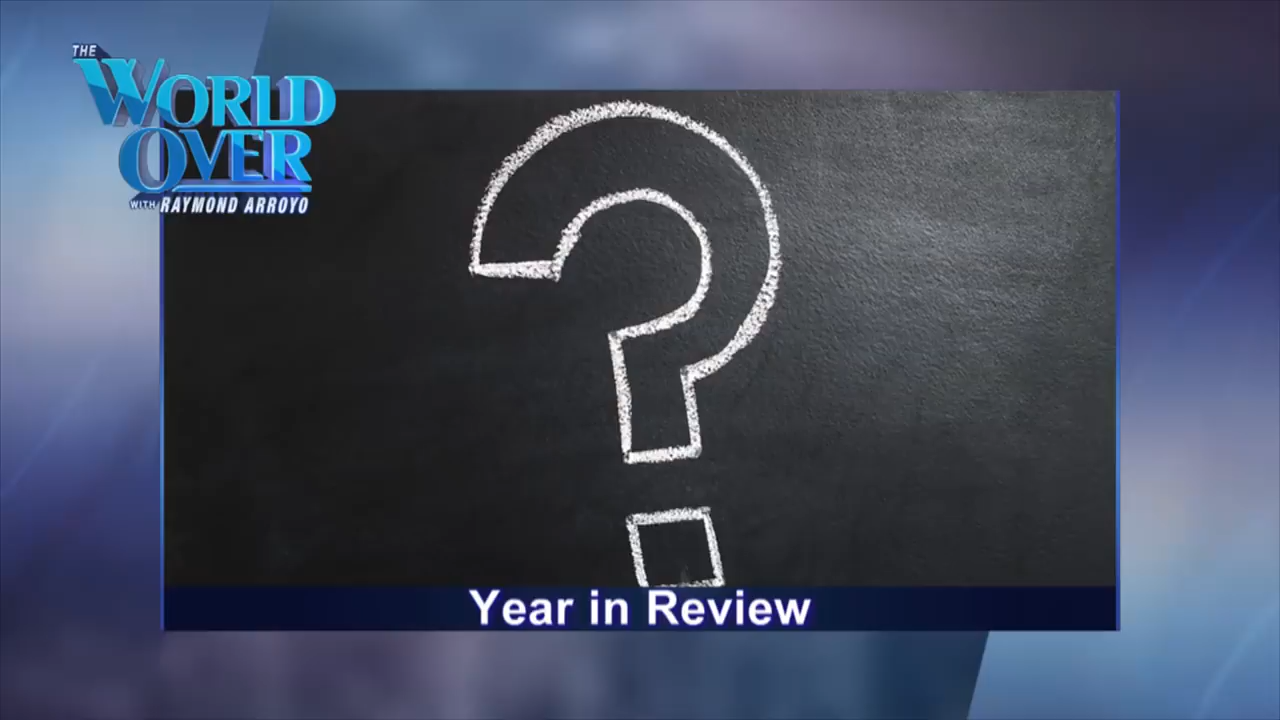 THE
WORLD
OVER
WITH RAYMOND ARROYO
?
Year in Review